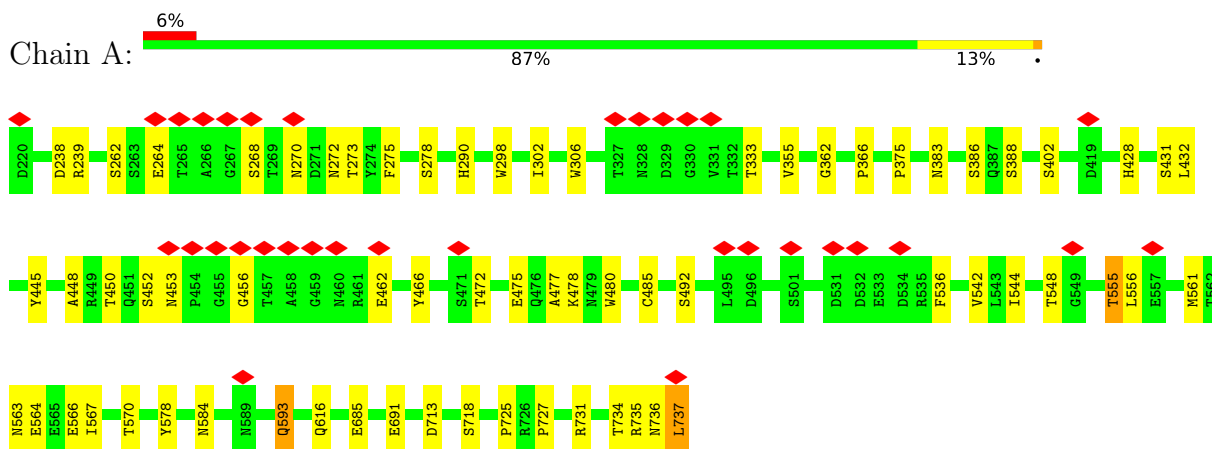 6%
Chain A:
87% 13% •
D220 D238 R239 S262 S263 E264 T265 A266 G267 S268 T269 N270 D271 N272 T273 Y274 F275 S278 H290 W298 I302 W306 T327 N328 D329 G330 V331 T332 T333 V355 G362 P366 P375 N383 S386 Q387 S388 S402 D419 H428 S431 L432
Y445 A448 R449 T450 Q451 S452 N453 P454 G455 G456 T457 A458 G459 N460 R461 E462 Y466 S471 T472 E475 Q476 A477 K478 N479 W480 C485 S492 L495 D496 S501 D531 D532 E533 D534 R535 F536 V542 L543 I544 T548 G549 T555 L556 E557 M561 T562
N563 E564 E565 E566 I567 T570 Y578 N584 N589 Q593 Q616 E685 E691 D713 S718 P725 R726 P727 R731 T734 R735 N736 L737